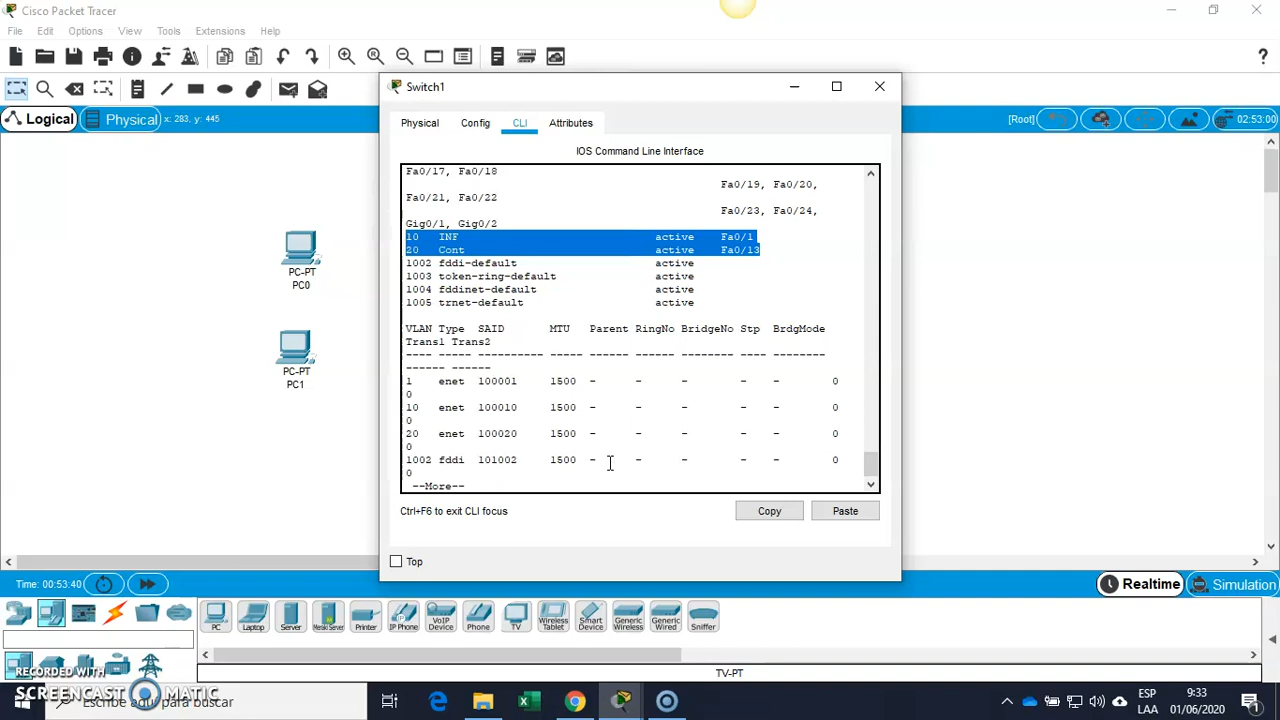 Cisco Packet Tracer
File Edit Options View Tools Extensions Help
Logical Physical x: 283, y: 445 [Root] 02:53:00
Switch1
Physical Config CLI Attributes
IOS Command Line Interface
Fa0/17, Fa0/18
Fa0/19, Fa0/20,
Fa0/21, Fa0/22
Fa0/23, Fa0/24,
Gig0/1, Gig0/2
10 INF active Fa0/1
20 Cont active Fa0/13
1002 fddi-default active
1003 token-ring-default active
1004 fddinet-default active
1005 trnet-default active
VLAN Type SAID MTU Parent RingNo BridgeNo Stp BrdgMode
Trans1 Trans2
---- ----- ---------- ----- ------ ------ -------- ---- --------
------ ------
1 enet 100001 1500 - - - - - 0
0
10 enet 100010 1500 - - - - - 0
0
20 enet 100020 1500 - - - - - 0
0
1002 fddi 101002 1500 - - - - - 0
0
--More--
Ctrl+F6 to exit CLI focus
Copy Paste
Top
PC-PT
PC0
PC-PT
PC1
Time: 00:53:40 Realtime Simulation
PC Laptop Server Meraki Server Printer IP Phone VoIP Device Phone TV Wireless Tablet Smart Device Generic Wireless Generic Wired Sniffer
TV-PT
RECORDED WITH
SCREENCAST MATIC
Escribe aquí para buscar
ESP
LAA
9:33
01/06/2020
1